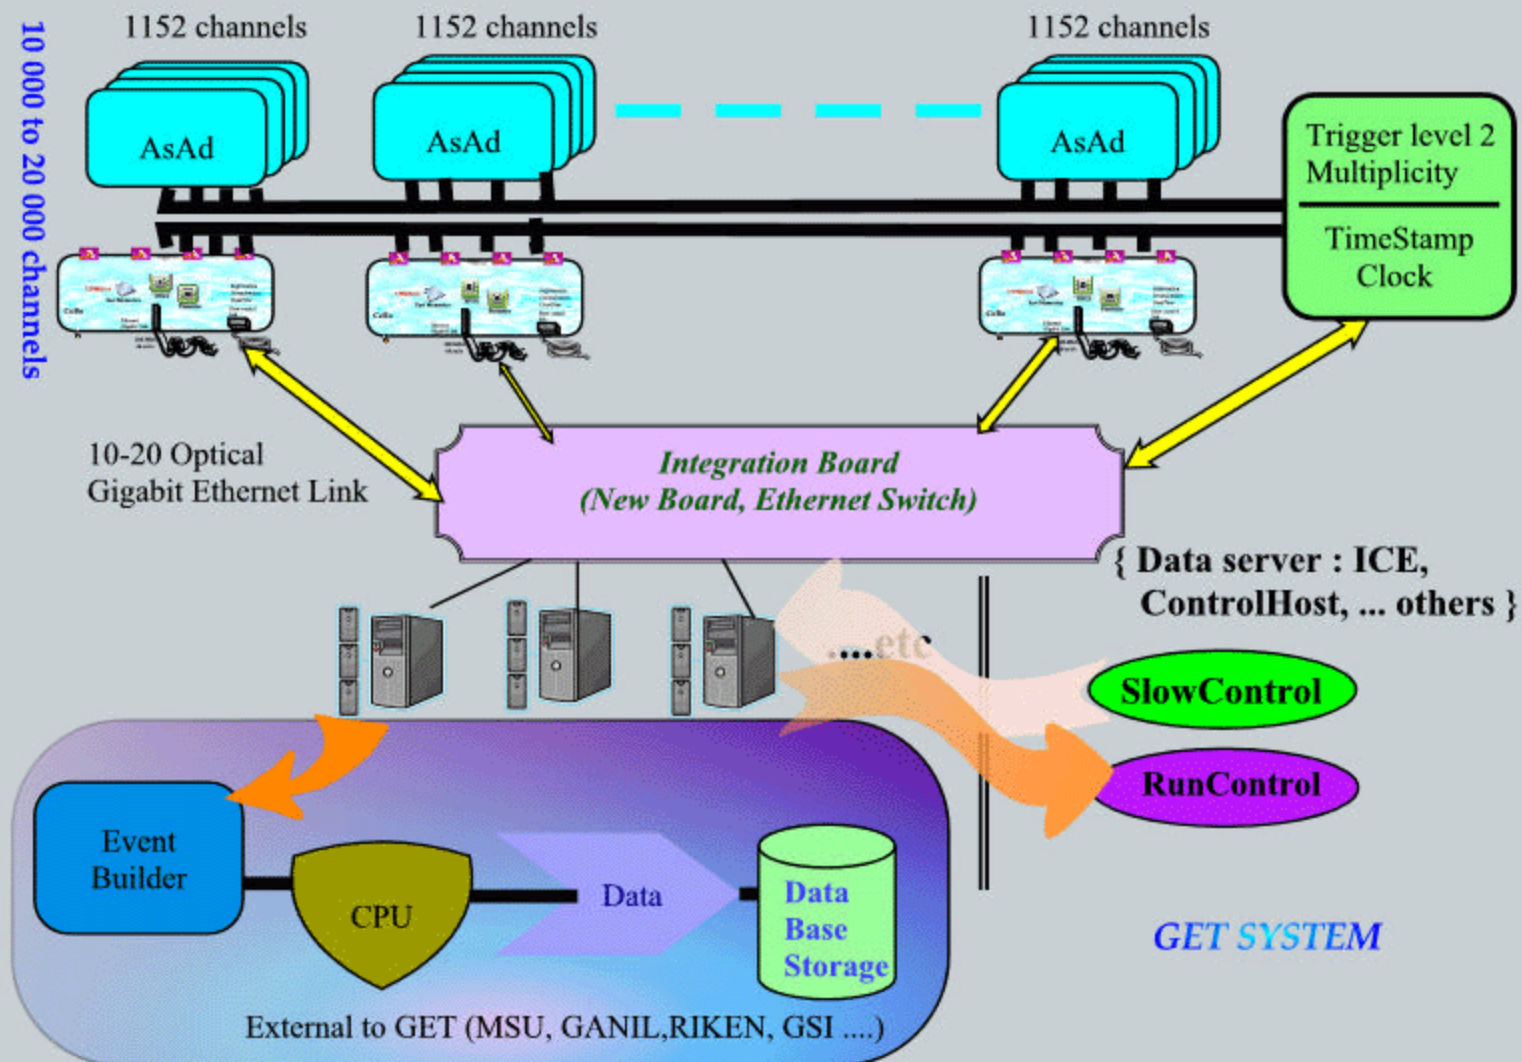 1152 channels
1152 channels
1152 channels
10 000 to 20 000 channels
AsAd
AsAd
AsAd
Trigger level 2
Multiplicity
TimeStamp
Clock
CoBo
CoBo
CoBo
10-20 Optical
Gigabit Ethernet Link
Integration Board
(New Board, Ethernet Switch)
{ Data server : ICE,
ControlHost, ... others }
.....etc
SlowControl
RunControl
Event
Builder
CPU
Data
Data
Base
Storage
GET SYSTEM
External to GET (MSU, GANIL,RIKEN, GSI ....)